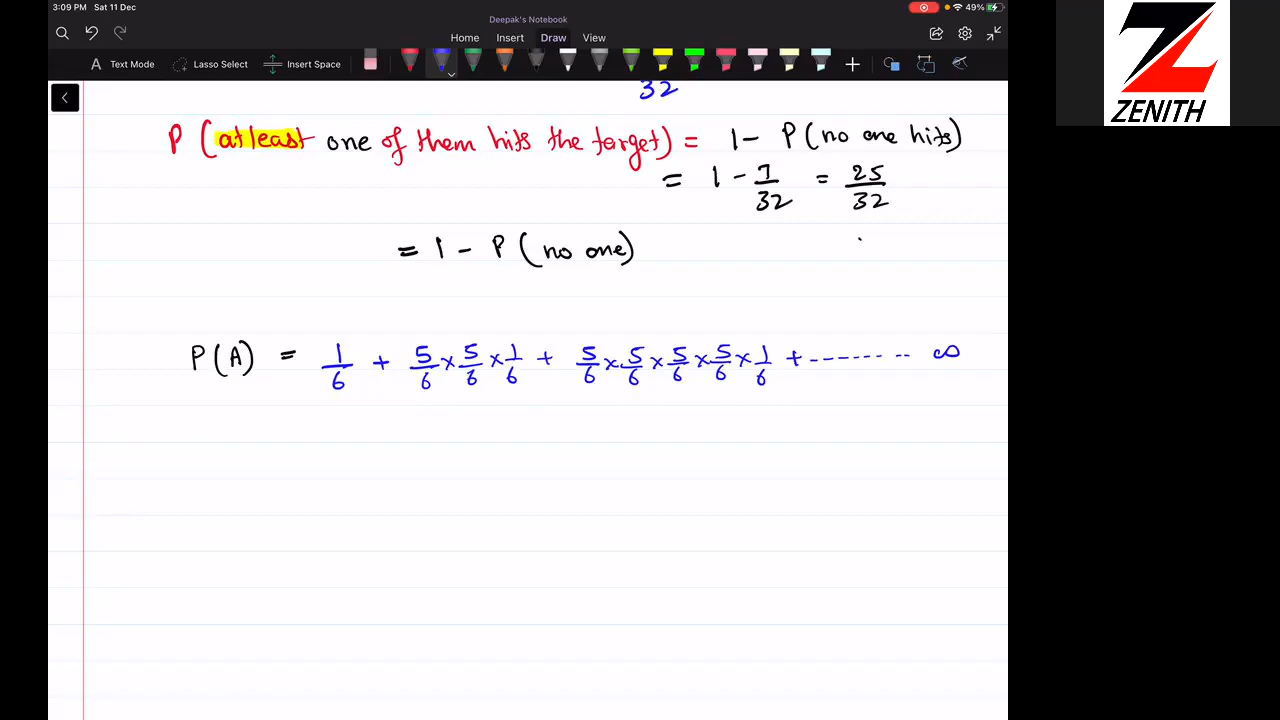 3:09 PM Sat 11 Dec
49%
Deepak's Notebook
Home Insert Draw View
Text Mode Lasso Select Insert Space
32
P (atleast one of them hits the target) = 1 - P (no one hits)
= 1 - 7/32 = 25/32
= 1 - P (no one)
P(A) = 1/6 + 5/6 × 5/6 × 1/6 + 5/6 × 5/6 × 5/6 × 5/6 × 1/6 + -------- ∞
ZENITH